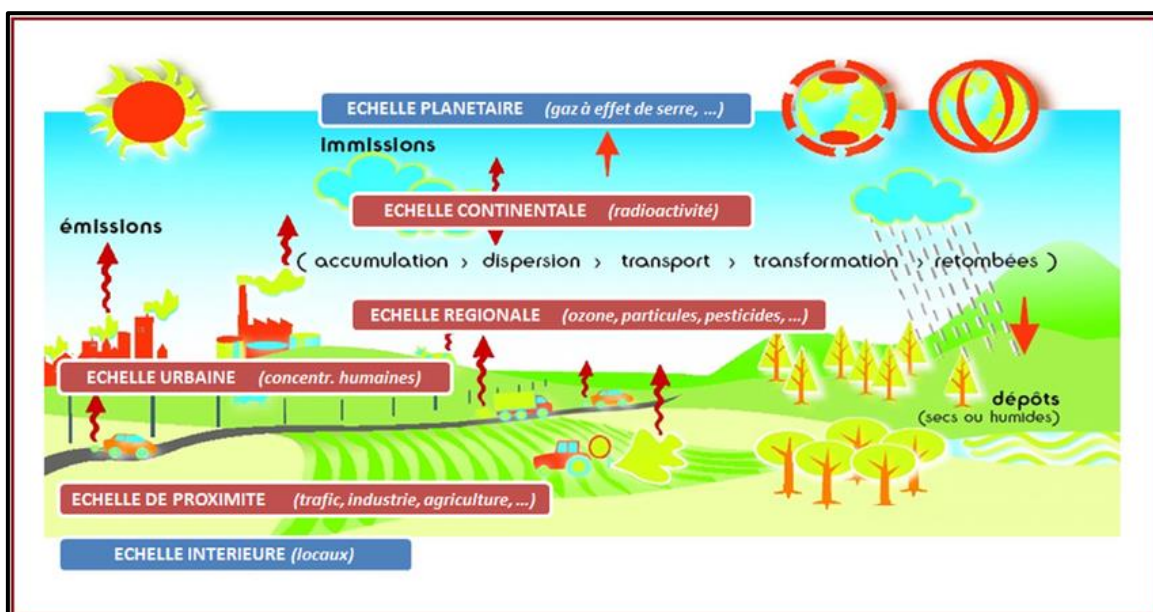 ECHELLE PLANETAIRE (gaz à effet de serre, ...)
immissions
ECHELLE CONTINENTALE (radioactivité)
émissions
( accumulation › dispersion › transport › transformation › retombées )
ECHELLE REGIONALE (ozone, particules, pesticides, ...)
ECHELLE URBAINE (concentr. humaines)
dépôts
(secs ou humides)
ECHELLE DE PROXIMITE (trafic, industrie, agriculture, ...)
ECHELLE INTERIEURE (locaux)